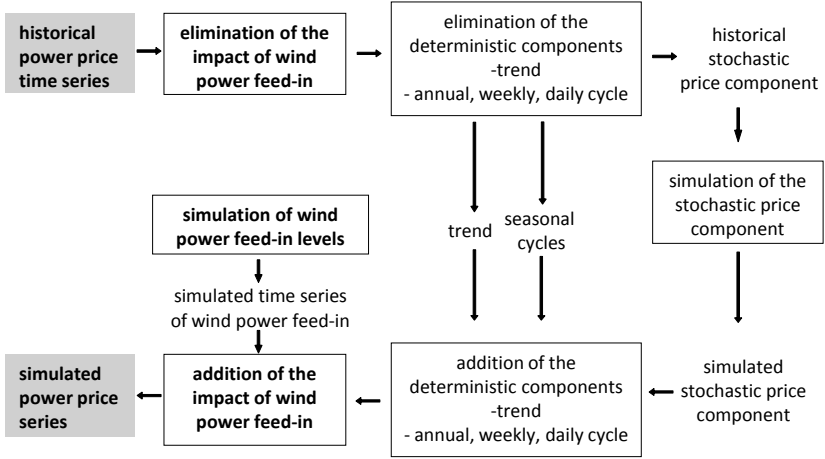 historical
power price
time series
elimination of the
impact of wind
power feed-in
elimination of the
deterministic components
-trend
- annual, weekly, daily cycle
historical
stochastic
price component
simulation of the
stochastic price
component
simulation of wind
power feed-in levels
trend
seasonal
cycles
simulated time series
of wind power feed-in
simulated
power price
series
addition of the
impact of wind
power feed-in
addition of the
deterministic components
-trend
- annual, weekly, daily cycle
simulated
stochastic price
component